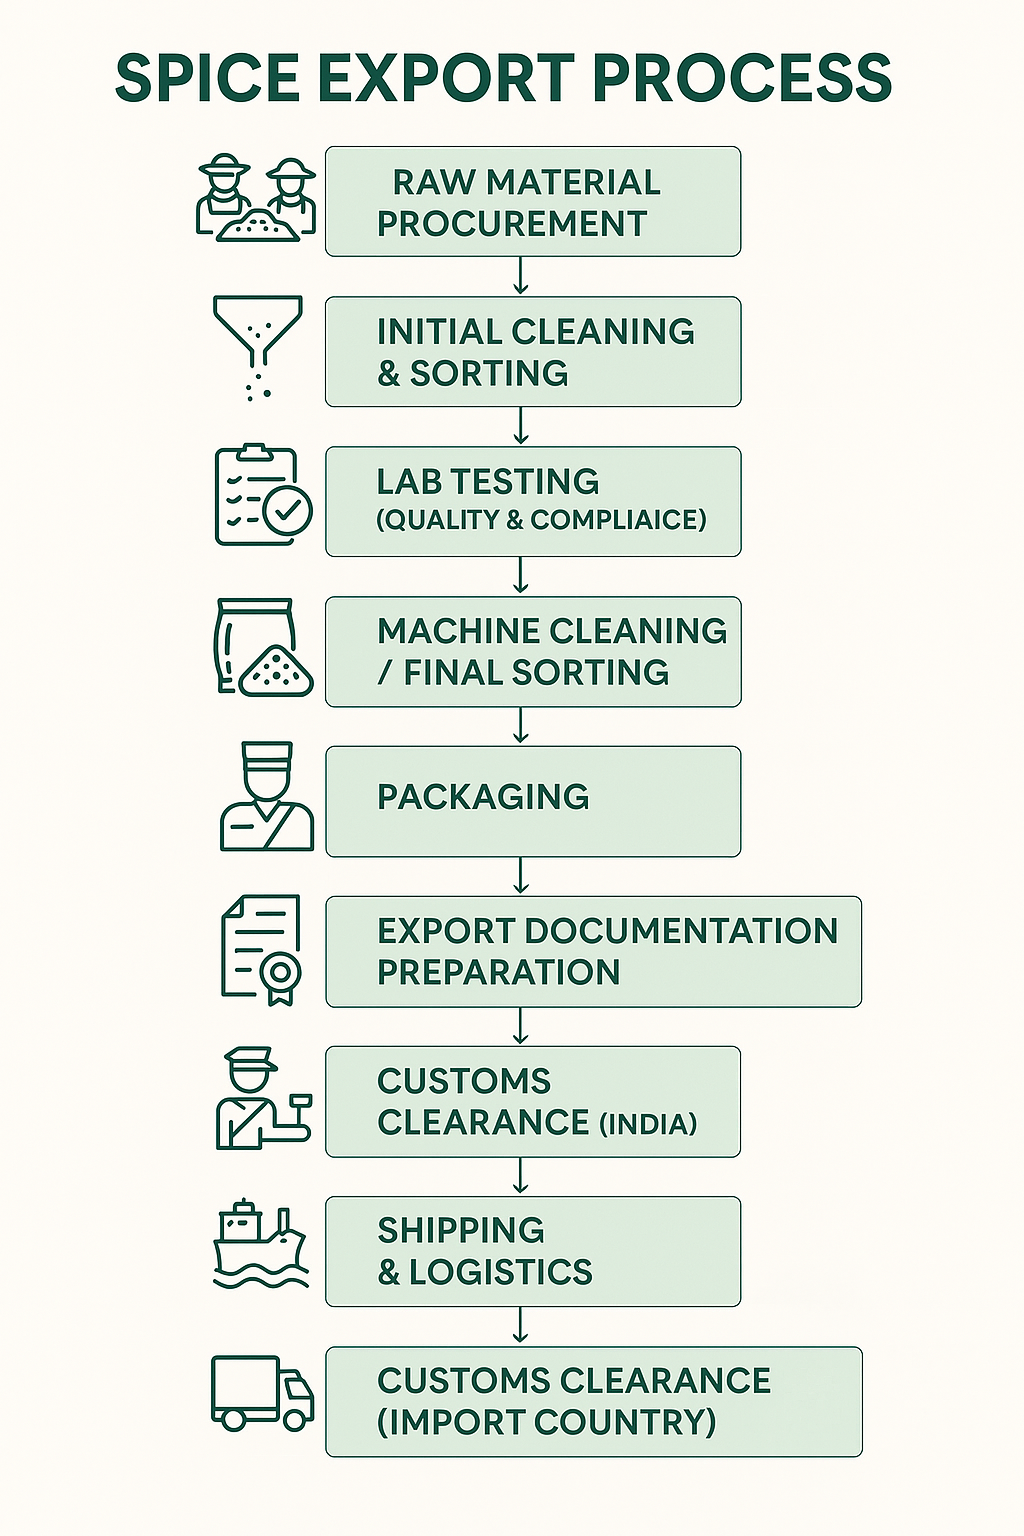 SPICE EXPORT PROCESS
RAW MATERIAL
PROCUREMENT
INITIAL CLEANING
& SORTING
LAB TESTING
(QUALITY & COMPLIAICE)
MACHINE CLEANING
/ FINAL SORTING
PACKAGING
EXPORT DOCUMENTATION
PREPARATION
CUSTOMS
CLEARANCE (INDIA)
SHIPPING
& LOGISTICS
CUSTOMS CLEARANCE
(IMPORT COUNTRY)